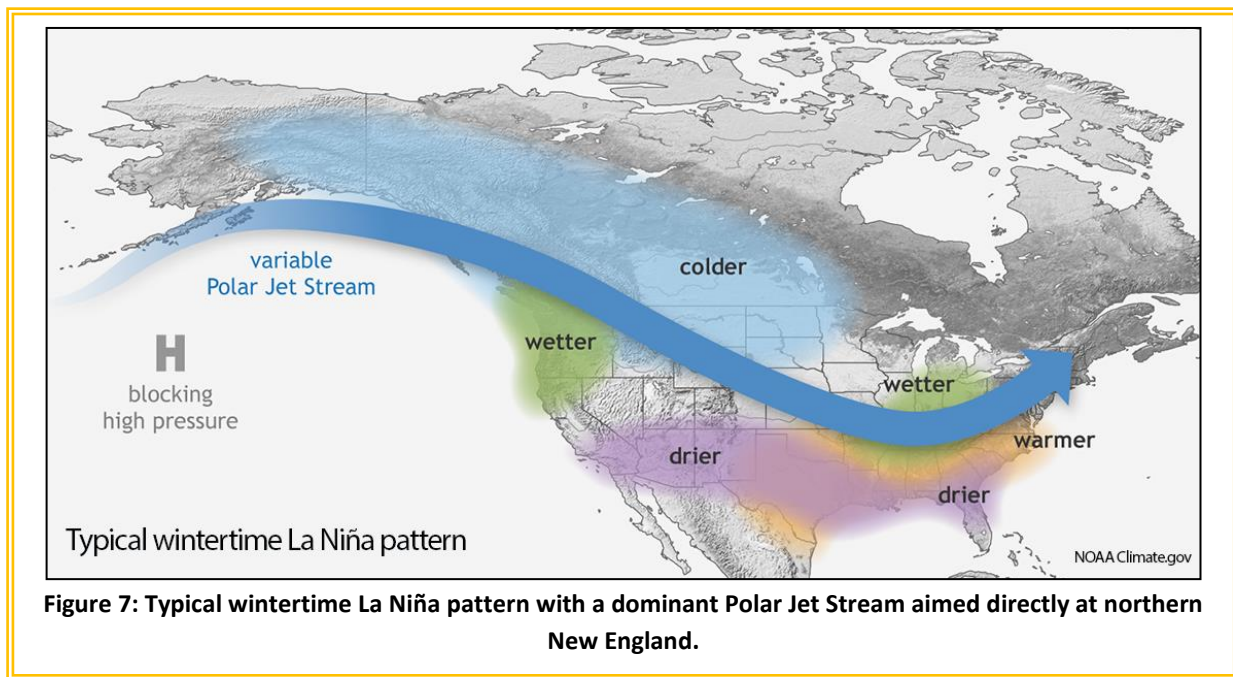 colder
variable
Polar Jet Stream
wetter
H
blocking
high pressure
wetter
warmer
drier
drier
Typical wintertime La Niña pattern
NOAA Climate.gov
Figure 7: Typical wintertime La Niña pattern with a dominant Polar Jet Stream aimed directly at northern
New England.